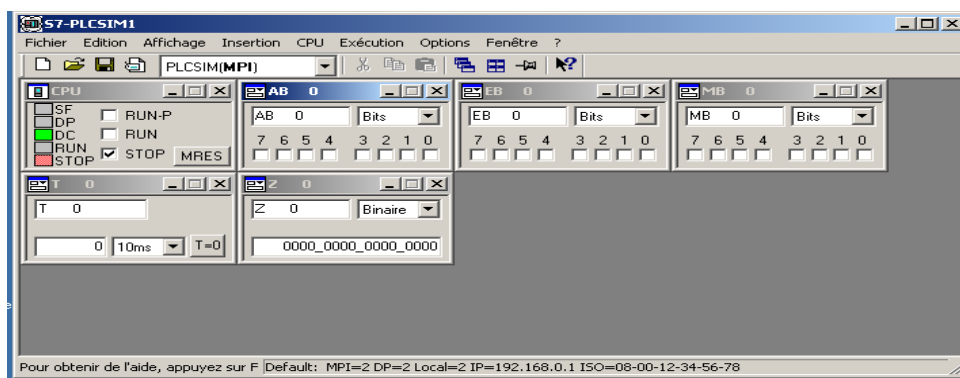 S7-PLCSIM1
Fichier Edition Affichage Insertion CPU Exécution Options Fenêtre ?
PLCSIM(MPI)
CPU
SF
DP
DC
RUN
STOP
RUN-P
RUN
STOP
MRES
AB 0
AB 0 Bits
7 6 5 4 3 2 1 0
EB 0
EB 0 Bits
7 6 5 4 3 2 1 0
MB 0
MB 0 Bits
7 6 5 4 3 2 1 0
T 0
T 0
0 10ms T=0
Z 0
Z 0 Binaire
0000_0000_0000_0000
Pour obtenir de l'aide, appuyez sur F Default: MPI=2 DP=2 Local=2 IP=192.168.0.1 ISO=08-00-12-34-56-78